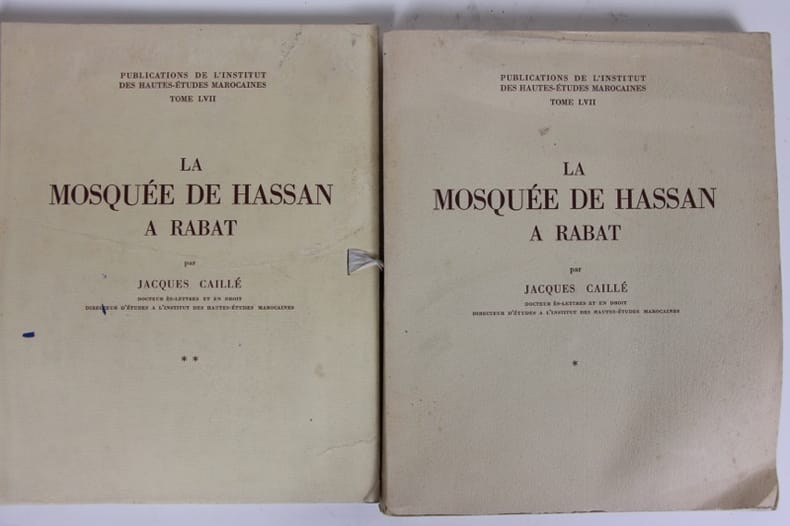 PUBLICATIONS DE L'INSTITUT
DES HAUTES-ÉTUDES MAROCAINES
TOME LVII
LA
MOSQUÉE DE HASSAN
A RABAT
par
JACQUES CAILLÉ
DOCTEUR ÈS-LETTRES ET EN DROIT
DIRECTEUR D'ÉTUDES A L'INSTITUT DES HAUTES-ÉTUDES MAROCAINES
* *
PUBLICATIONS DE L'INSTITUT
DES HAUTES-ÉTUDES MAROCAINES
TOME LVII
LA
MOSQUÉE DE HASSAN
A RABAT
par
JACQUES CAILLÉ
DOCTEUR ÈS-LETTRES ET EN DROIT
DIRECTEUR D'ÉTUDES A L'INSTITUT DES HAUTES-ÉTUDES MAROCAINES
*